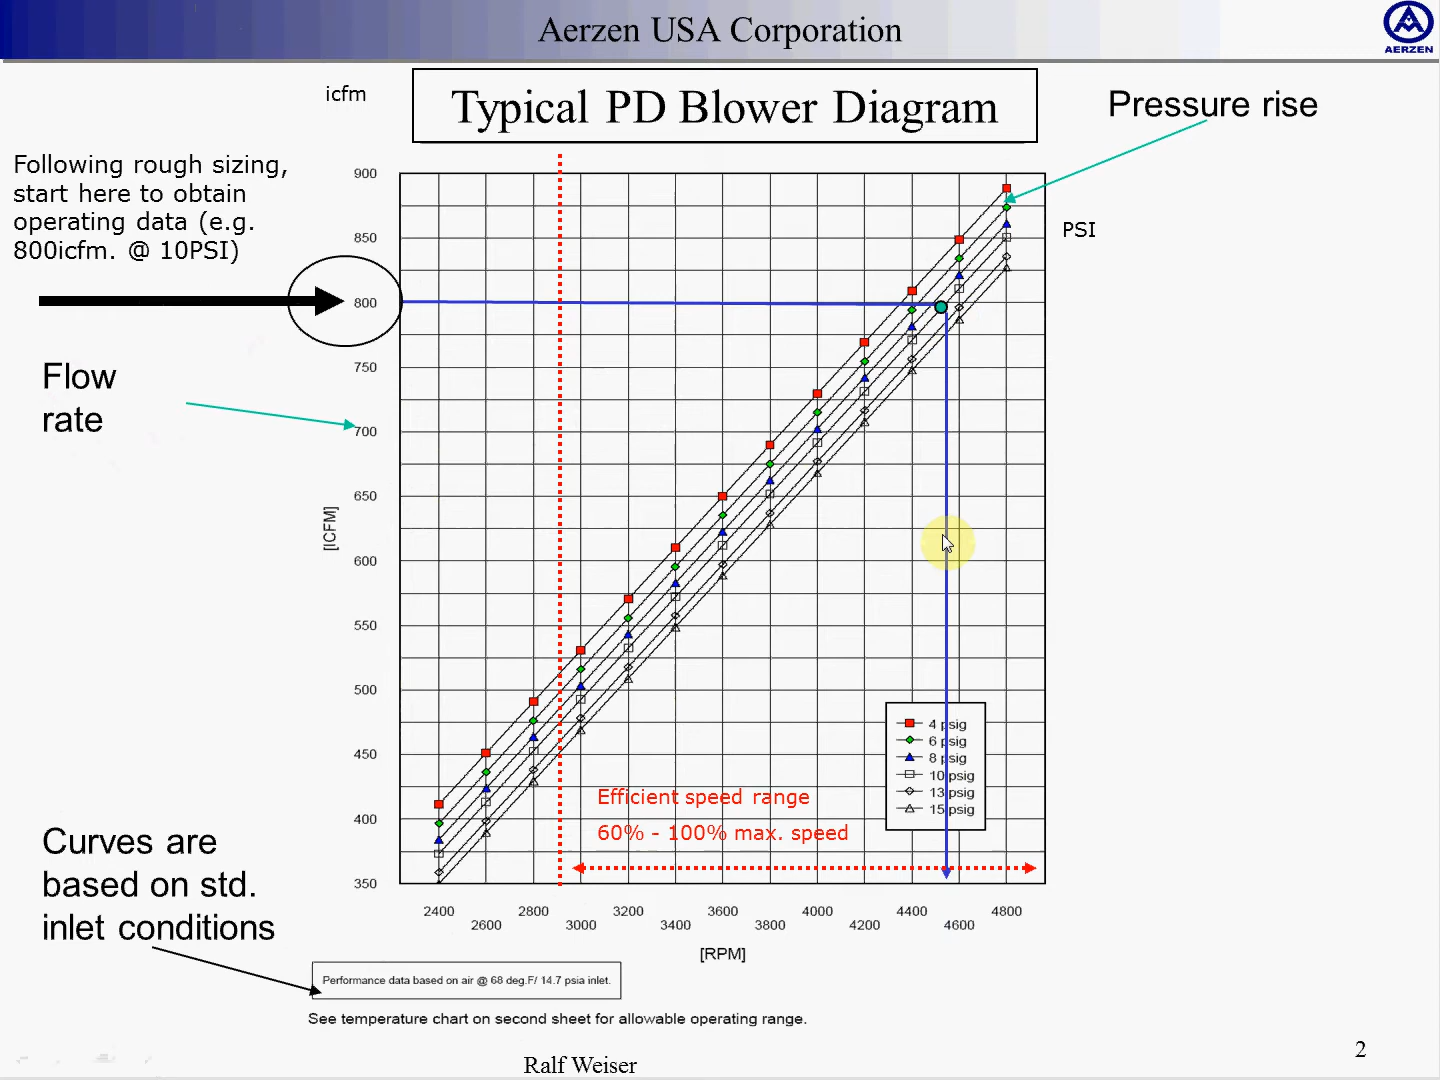 Aerzen USA Corporation
AERZEN
icfm
Typical PD Blower Diagram
Pressure rise
Following rough sizing,
start here to obtain
operating data (e.g.
800icfm. @ 10PSI)
PSI
Flow
rate
900
850
800
750
700
650
600
550
500
450
400
350
[ICFM]
4 psig
6 psig
8 psig
10 psig
13 psig
15 psig
Efficient speed range
60% - 100% max. speed
Curves are
based on std.
inlet conditions
2400 2800 3200 3600 4000 4400 4800
2600 3000 3400 3800 4200 4600
[RPM]
Performance data based on air @ 68 deg.F/ 14.7 psia inlet.
See temperature chart on second sheet for allowable operating range.
Ralf Weiser
2